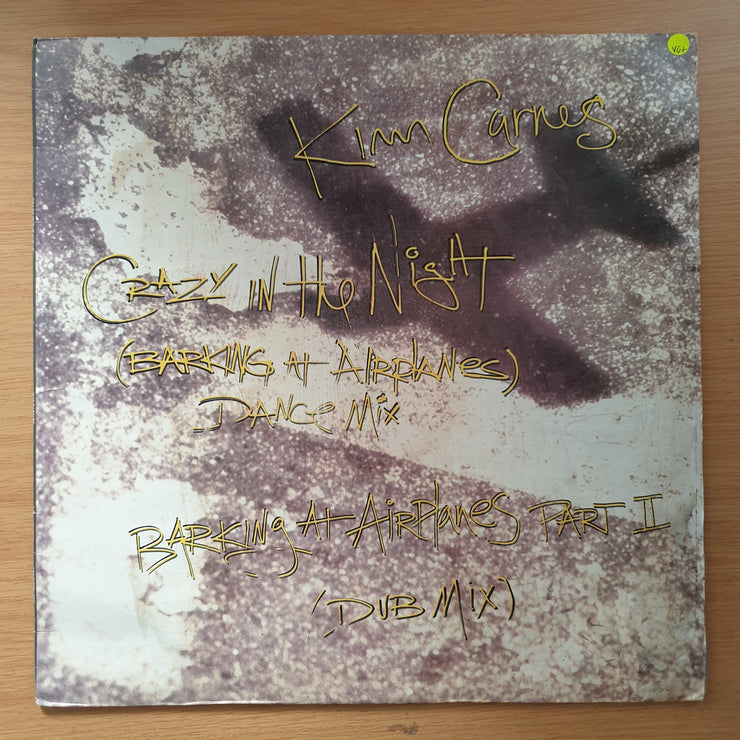 VG+
Kim Carnes
CRAZY IN the Night
(BARKING At AirplaNes)
DANCe Mix
BARKING At AiRPlaNes PART II
(DUB Mix)